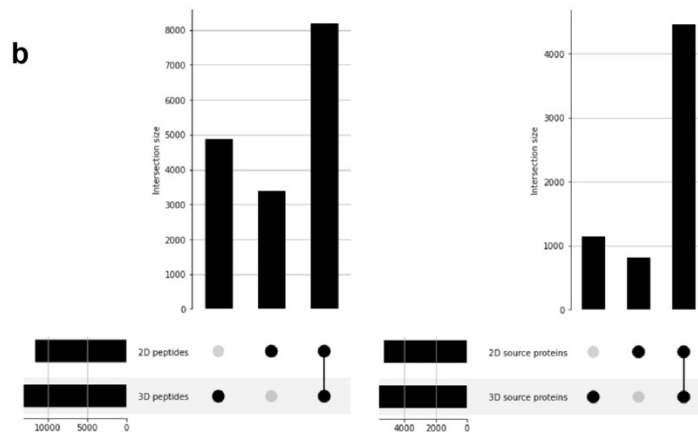 b
8000
7000
6000
5000
4000
3000
2000
1000
0
Intersection size
2D peptides
3D peptides
10000 5000 0
4000
3000
2000
1000
0
Intersection size
2D source proteins
3D source proteins
4000 2000 0